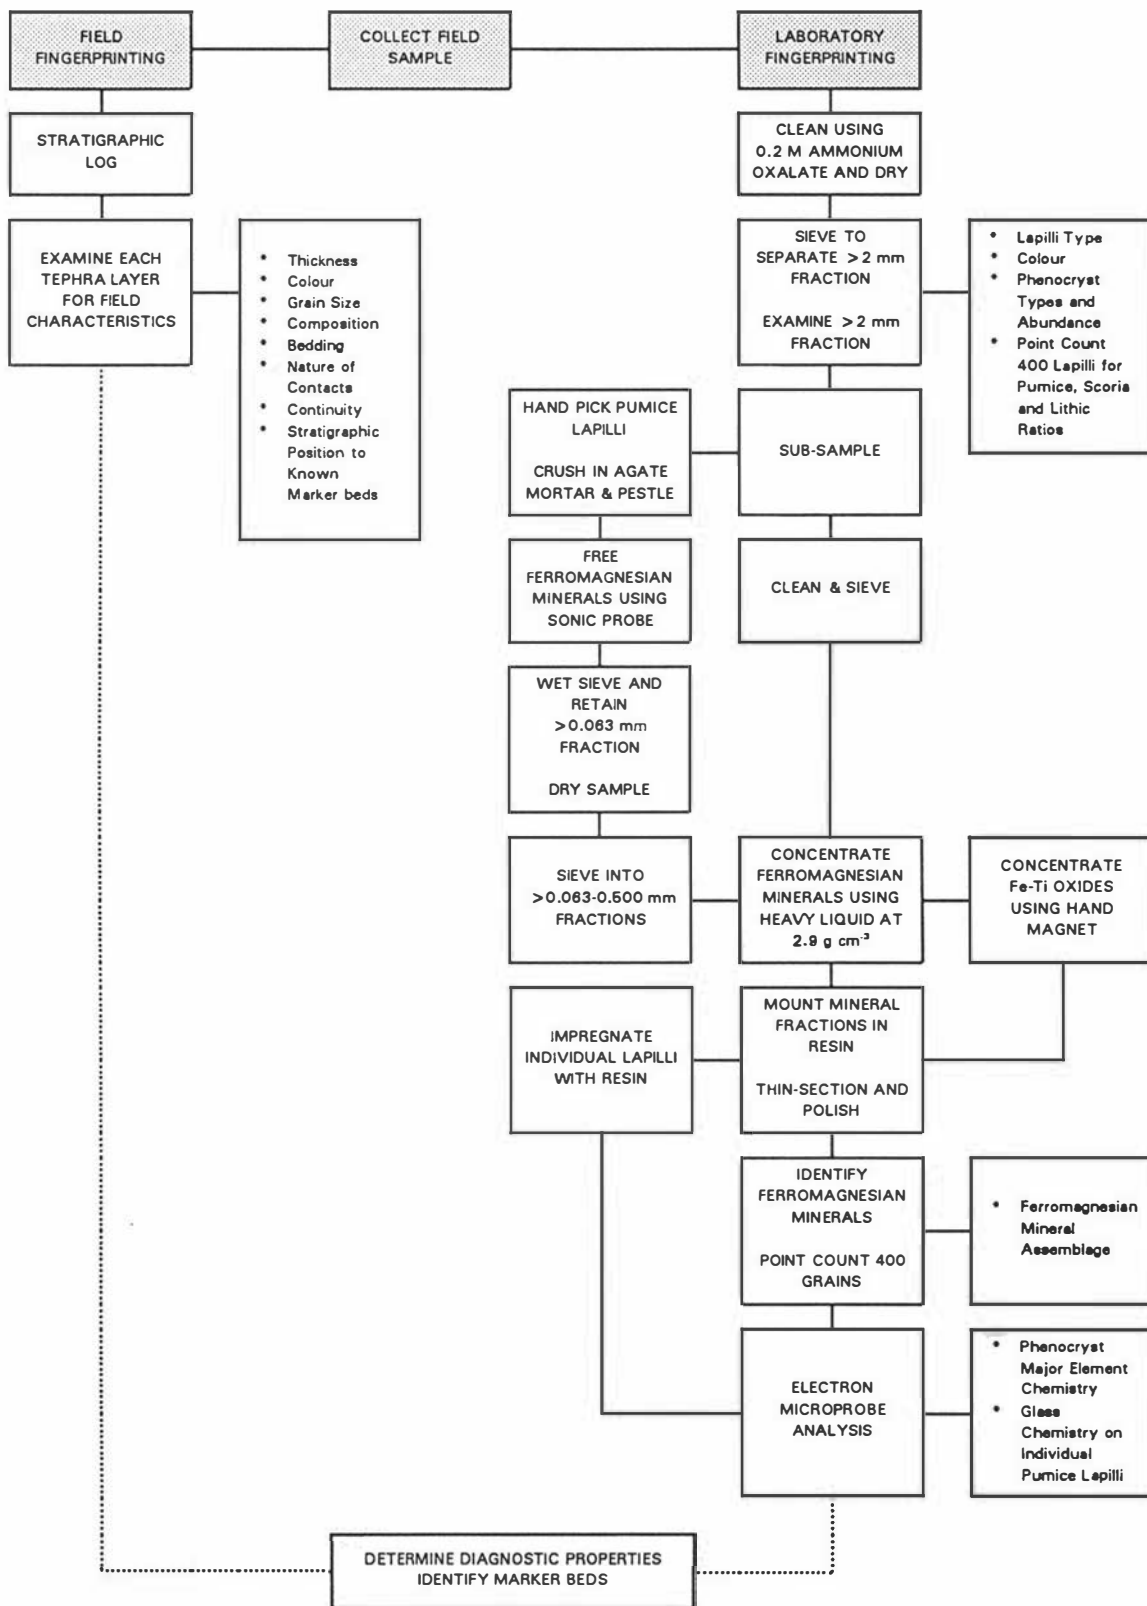 FIELD
FINGERPRINTING
COLLECT FIELD
SAMPLE
LABORATORY
FINGERPRINTING
STRATIGRAPHIC
LOG
CLEAN USING
0.2 M AMMONIUM
OXALATE AND DRY
EXAMINE EACH
TEPHRA LAYER
FOR FIELD
CHARACTERISTICS
• Thickness
• Colour
• Grain Size
• Composition
• Bedding
• Nature of
Contacts
• Continuity
• Stratigraphic
Position to
Known
Marker beds
SIEVE TO
SEPARATE >2 mm
FRACTION
EXAMINE >2 mm
FRACTION
• Lapilli Type
• Colour
• Phenocryst
Types and
Abundance
• Point Count
400 Lapilli for
Pumice, Scoria
and Lithic
Ratios
HAND PICK PUMICE
LAPILLI
CRUSH IN AGATE
MORTAR & PESTLE
SUB-SAMPLE
FREE
FERROMAGNESIAN
MINERALS USING
SONIC PROBE
CLEAN & SIEVE
WET SIEVE AND
RETAIN
>0.063 mm
FRACTION
DRY SAMPLE
SIEVE INTO
>0.063-0.500 mm
FRACTIONS
CONCENTRATE
FERROMAGNESIAN
MINERALS USING
HEAVY LIQUID AT
2.9 g cm⁻³
CONCENTRATE
Fe-Ti OXIDES
USING HAND
MAGNET
IMPREGNATE
INDIVIDUAL LAPILLI
WITH RESIN
MOUNT MINERAL
FRACTIONS IN
RESIN
THIN-SECTION AND
POLISH
IDENTIFY
FERROMAGNESIAN
MINERALS
POINT COUNT 400
GRAINS
• Ferromagnesian
Mineral
Assemblage
ELECTRON
MICROPROBE
ANALYSIS
• Phenocryst
Major Element
Chemistry
• Glass
Chemistry on
Individual
Pumice Lapilli
DETERMINE DIAGNOSTIC PROPERTIES
IDENTIFY MARKER BEDS